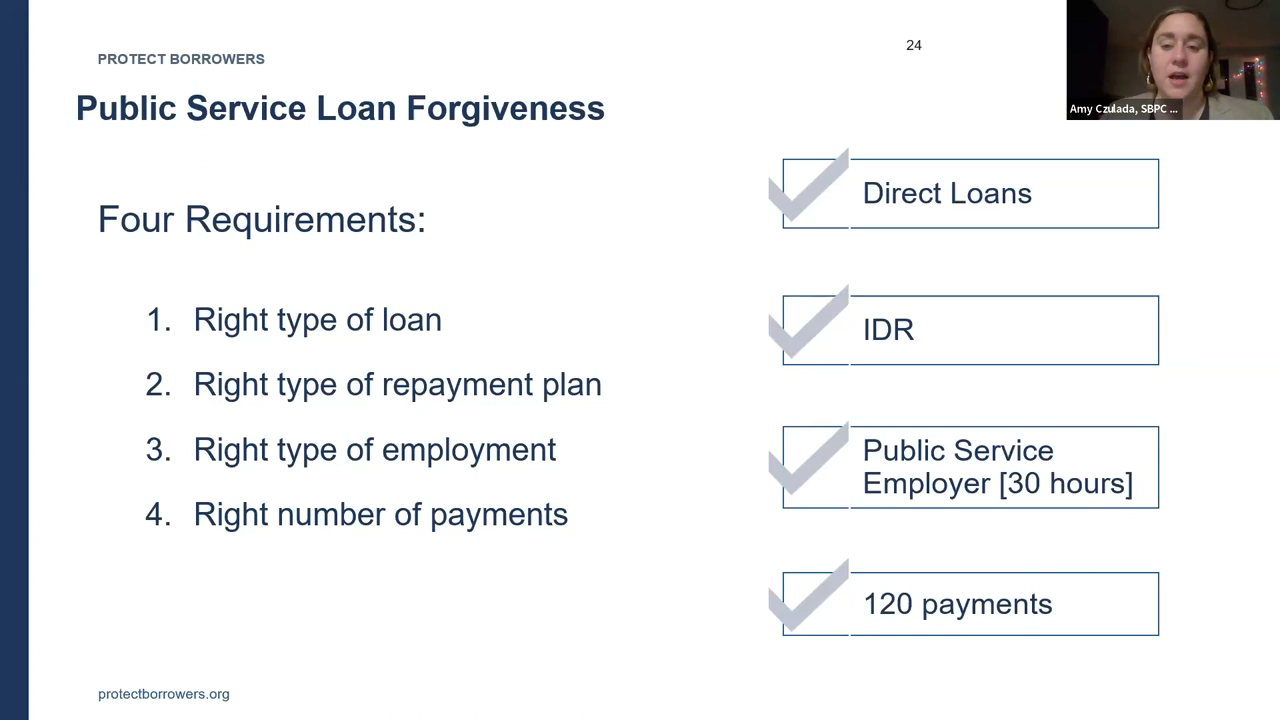 PROTECT BORROWERS
24
Public Service Loan Forgiveness
Four Requirements:
1. Right type of loan
2. Right type of repayment plan
3. Right type of employment
4. Right number of payments
Direct Loans
IDR
Public Service
Employer [30 hours]
120 payments
protectborrowers.org
Amy Czulada, SBPC ...